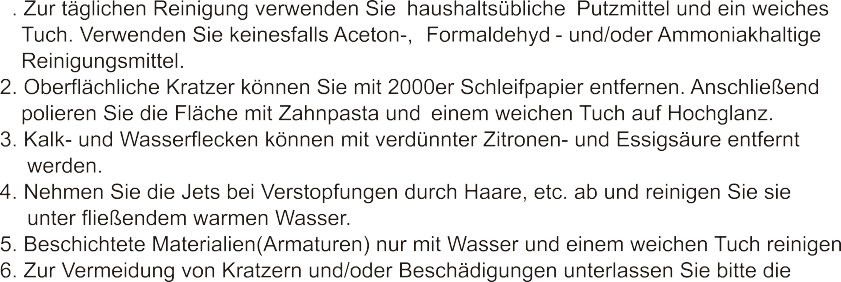 . Zur täglichen Reinigung verwenden Sie haushaltsübliche Putzmittel und ein weiches
Tuch. Verwenden Sie keinesfalls Aceton-, Formaldehyd - und/oder Ammoniakhaltige
Reinigungsmittel.
2. Oberflächliche Kratzer können Sie mit 2000er Schleifpapier entfernen. Anschließend
polieren Sie die Fläche mit Zahnpasta und einem weichen Tuch auf Hochglanz.
3. Kalk- und Wasserflecken können mit verdünnter Zitronen- und Essigsäure entfernt
werden.
4. Nehmen Sie die Jets bei Verstopfungen durch Haare, etc. ab und reinigen Sie sie
unter fließendem warmen Wasser.
5. Beschichtete Materialien(Armaturen) nur mit Wasser und einem weichen Tuch reinigen
6. Zur Vermeidung von Kratzern und/oder Beschädigungen unterlassen Sie bitte die